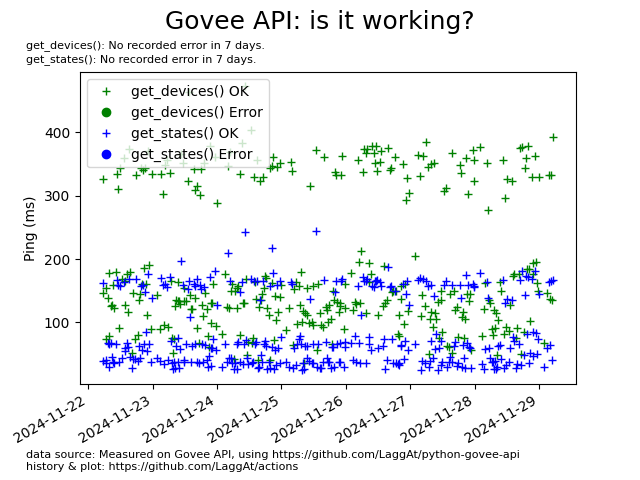 Govee API: is it working?
get_devices(): No recorded error in 7 days.
get_states(): No recorded error in 7 days.
get_devices() OK
get_devices() Error
get_states() OK
get_states() Error
400
300
200
100
Ping (ms)
2024-11-22
2024-11-23
2024-11-24
2024-11-25
2024-11-26
2024-11-27
2024-11-28
2024-11-29
data source: Measured on Govee API, using https://github.com/LaggAt/python-govee-api
history & plot: https://github.com/LaggAt/actions